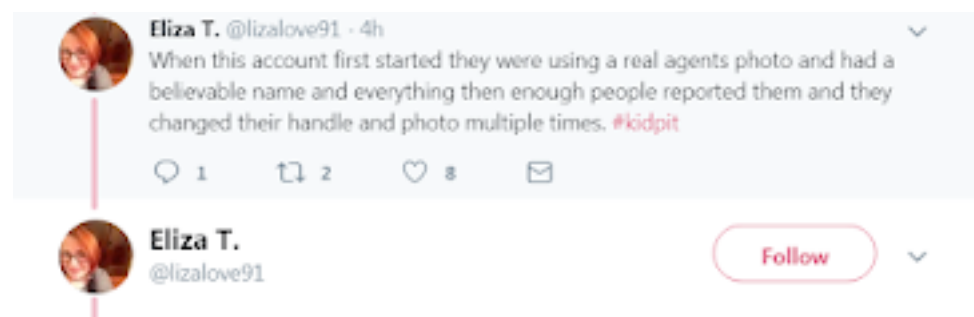 Eliza T. @lizalove91 · 4h
When this account first started they were using a real agents photo and had a
believable name and everything then enough people reported them and they
changed their handle and photo multiple times. #kidpit
1 2 8
Eliza T.
Follow
@lizalove91